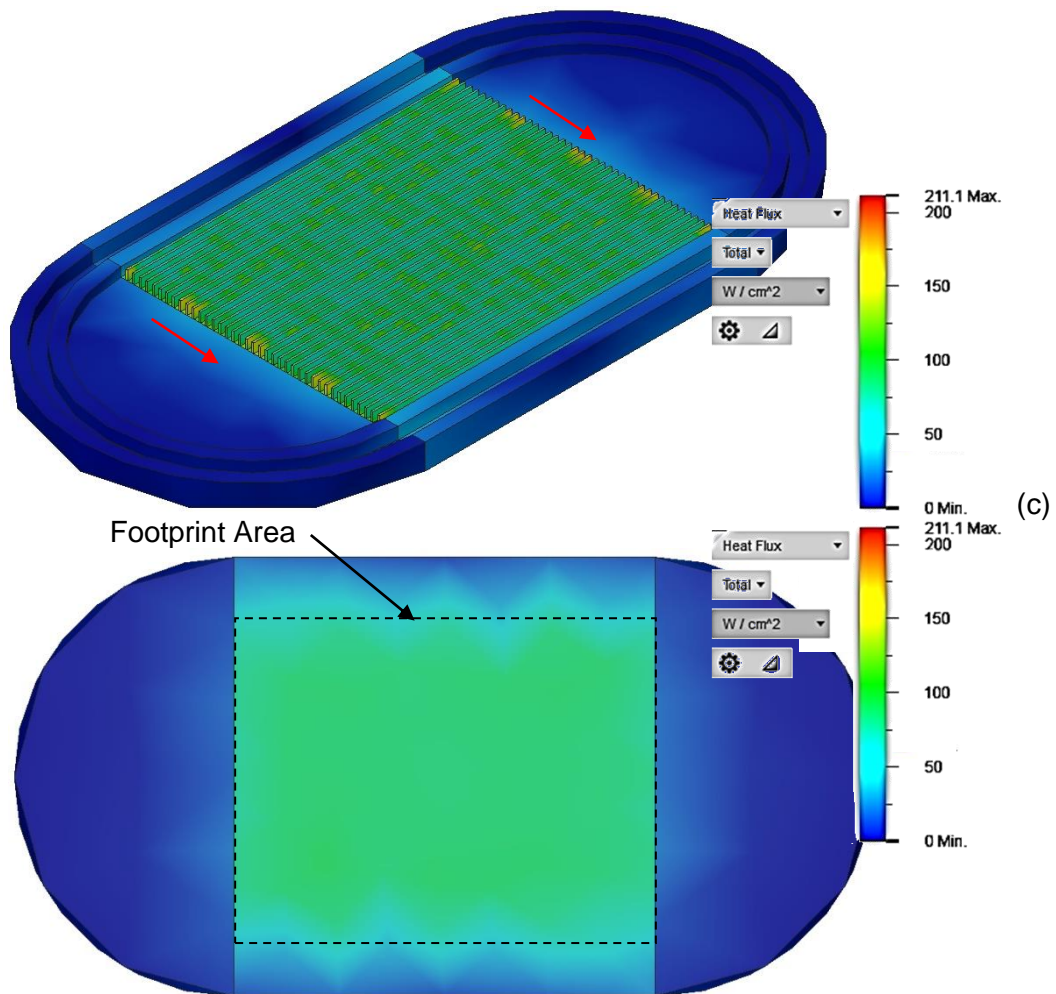 211.1 Max.
Heat Flux
200
Total
W / cm^2
150
100
50
0 Min.
(c)
Footprint Area
211.1 Max.
Heat Flux
200
Total
W / cm^2
150
100
50
0 Min.